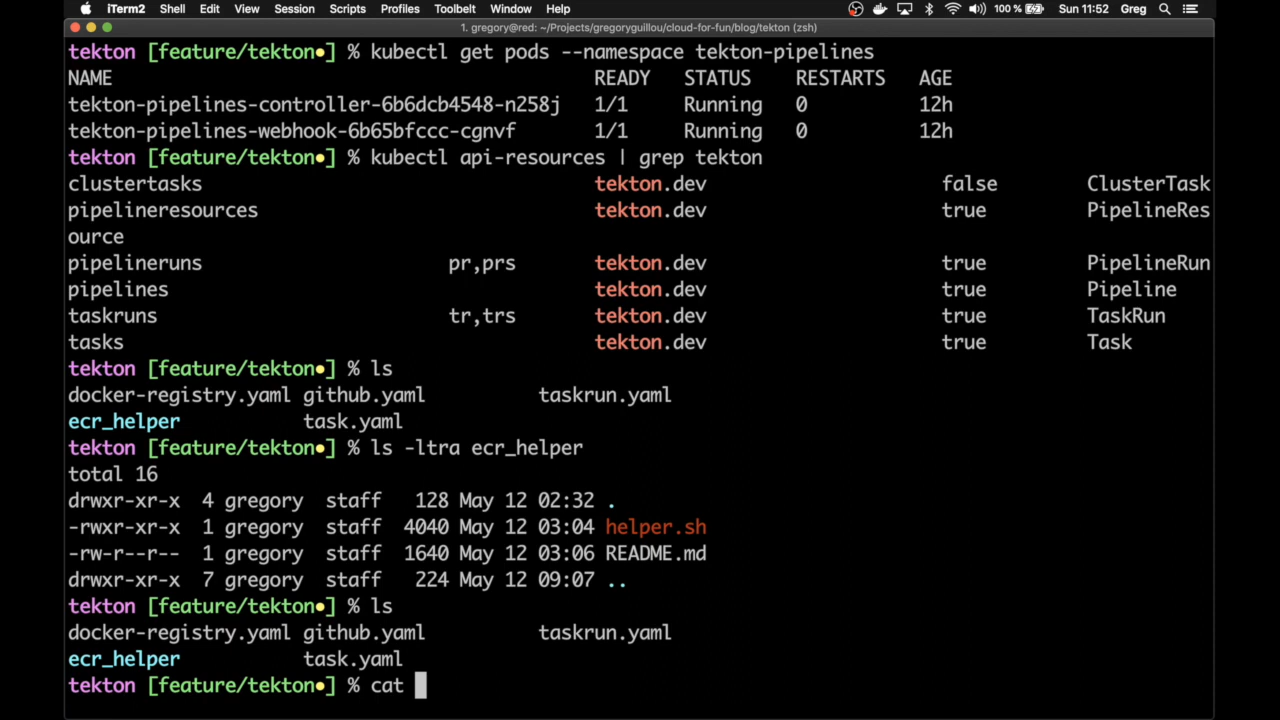 iTerm2 Shell Edit View Session Scripts Profiles Toolbelt Window Help 100 % Sun 11:52 Greg
1. gregory@red: ~/Projects/gregoryguillou/cloud-for-fun/blog/tekton (zsh)
tekton [feature/tekton•] % kubectl get pods --namespace tekton-pipelines
NAME READY STATUS RESTARTS AGE
tekton-pipelines-controller-6b6dcb4548-n258j 1/1 Running 0 12h
tekton-pipelines-webhook-6b65bfccc-cgnvf 1/1 Running 0 12h
tekton [feature/tekton•] % kubectl api-resources | grep tekton
clustertasks tekton.dev false ClusterTask
pipelineresources tekton.dev true PipelineRes
ource
pipelineruns pr,prs tekton.dev true PipelineRun
pipelines tekton.dev true Pipeline
taskruns tr,trs tekton.dev true TaskRun
tasks tekton.dev true Task
tekton [feature/tekton•] % ls
docker-registry.yaml github.yaml taskrun.yaml
ecr_helper task.yaml
tekton [feature/tekton•] % ls -ltra ecr_helper
total 16
drwxr-xr-x 4 gregory staff 128 May 12 02:32 .
-rwxr-xr-x 1 gregory staff 4040 May 12 03:04 helper.sh
-rw-r--r-- 1 gregory staff 1640 May 12 03:06 README.md
drwxr-xr-x 7 gregory staff 224 May 12 09:07 ..
tekton [feature/tekton•] % ls
docker-registry.yaml github.yaml taskrun.yaml
ecr_helper task.yaml
tekton [feature/tekton•] % cat